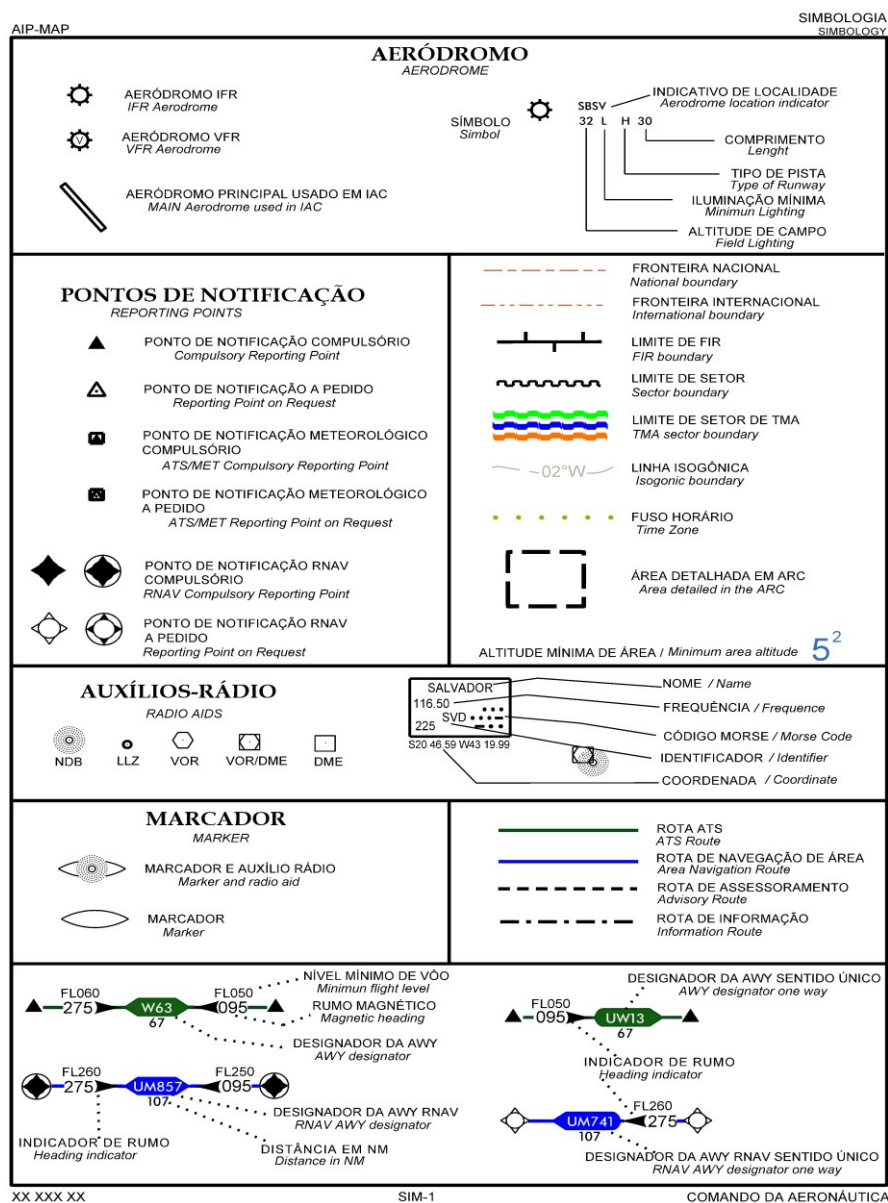 AIP-MAP
SIMBOLOGIA
SIMBOLOGY
AERÓDROMO
AERODROME
AERÓDROMO IFR
IFR Aerodrome
AERÓDROMO VFR
VFR Aerodrome
V
AERÓDROMO PRINCIPAL USADO EM IAC
MAIN Aerodrome used in IAC
SÍMBOLO
Simbol
SBSV
32 L H 30
INDICATIVO DE LOCALIDADE
Aerodrome location indicator
COMPRIMENTO
Lenght
TIPO DE PISTA
Type of Runway
ILUMINAÇÃO MÍNIMA
Minimun Lighting
ALTITUDE DE CAMPO
Field Lighting
PONTOS DE NOTIFICAÇÃO
REPORTING POINTS
PONTO DE NOTIFICAÇÃO COMPULSÓRIO
Compulsory Reporting Point
PONTO DE NOTIFICAÇÃO A PEDIDO
Reporting Point on Request
PONTO DE NOTIFICAÇÃO METEOROLÓGICO
COMPULSÓRIO
ATS/MET Compulsory Reporting Point
PONTO DE NOTIFICAÇÃO METEOROLÓGICO
A PEDIDO
ATS/MET Reporting Point on Request
PONTO DE NOTIFICAÇÃO RNAV
COMPULSÓRIO
RNAV Compulsory Reporting Point
PONTO DE NOTIFICAÇÃO RNAV
A PEDIDO
Reporting Point on Request
FRONTEIRA NACIONAL
National boundary
FRONTEIRA INTERNACIONAL
International boundary
LIMITE DE FIR
FIR boundary
LIMITE DE SETOR
Sector boundary
LIMITE DE SETOR DE TMA
TMA sector boundary
02°W
LINHA ISOGÔNICA
Isogonic boundary
FUSO HORÁRIO
Time Zone
ÁREA DETALHADA EM ARC
Area detailed in the ARC
ALTITUDE MÍNIMA DE ÁREA / Minimum area altitude 5²
AUXÍLIOS-RÁDIO
RADIO AIDS
NDB LLZ VOR VOR/DME DME
SALVADOR
116.50
SVD
225
S20 46.59 W43 19.99
NOME / Name
FREQUÊNCIA / Frequence
CÓDIGO MORSE / Morse Code
IDENTIFICADOR / Identifier
COORDENADA / Coordinate
MARCADOR
MARKER
MARCADOR E AUXÍLIO RÁDIO
Marker and radio aid
MARCADOR
Marker
ROTA ATS
ATS Route
ROTA DE NAVEGAÇÃO DE ÁREA
Area Navigation Route
ROTA DE ASSESSORAMENTO
Advisory Route
ROTA DE INFORMAÇÃO
Information Route
FL060 FL050
275 W63 095
67
NÍVEL MÍNIMO DE VÔO
Minimun flight level
RUMO MAGNÉTICO
Magnetic heading
DESIGNADOR DA AWY
AWY designator
FL260 FL250
275 UM857 095
107
DESIGNADOR DA AWY RNAV
RNAV AWY designator
INDICADOR DE RUMO
Heading indicator
DISTÂNCIA EM NM
Distance in NM
DESIGNADOR DA AWY SENTIDO ÚNICO
AWY designator one way
FL050
095 UW13
67
INDICADOR DE RUMO
Heading indicator
FL260
UM741 275
107
DESIGNADOR DA AWY RNAV SENTIDO ÚNICO
RNAV AWY designator one way
XX XXX XX
SIM-1
COMANDO DA AERONÁUTICA